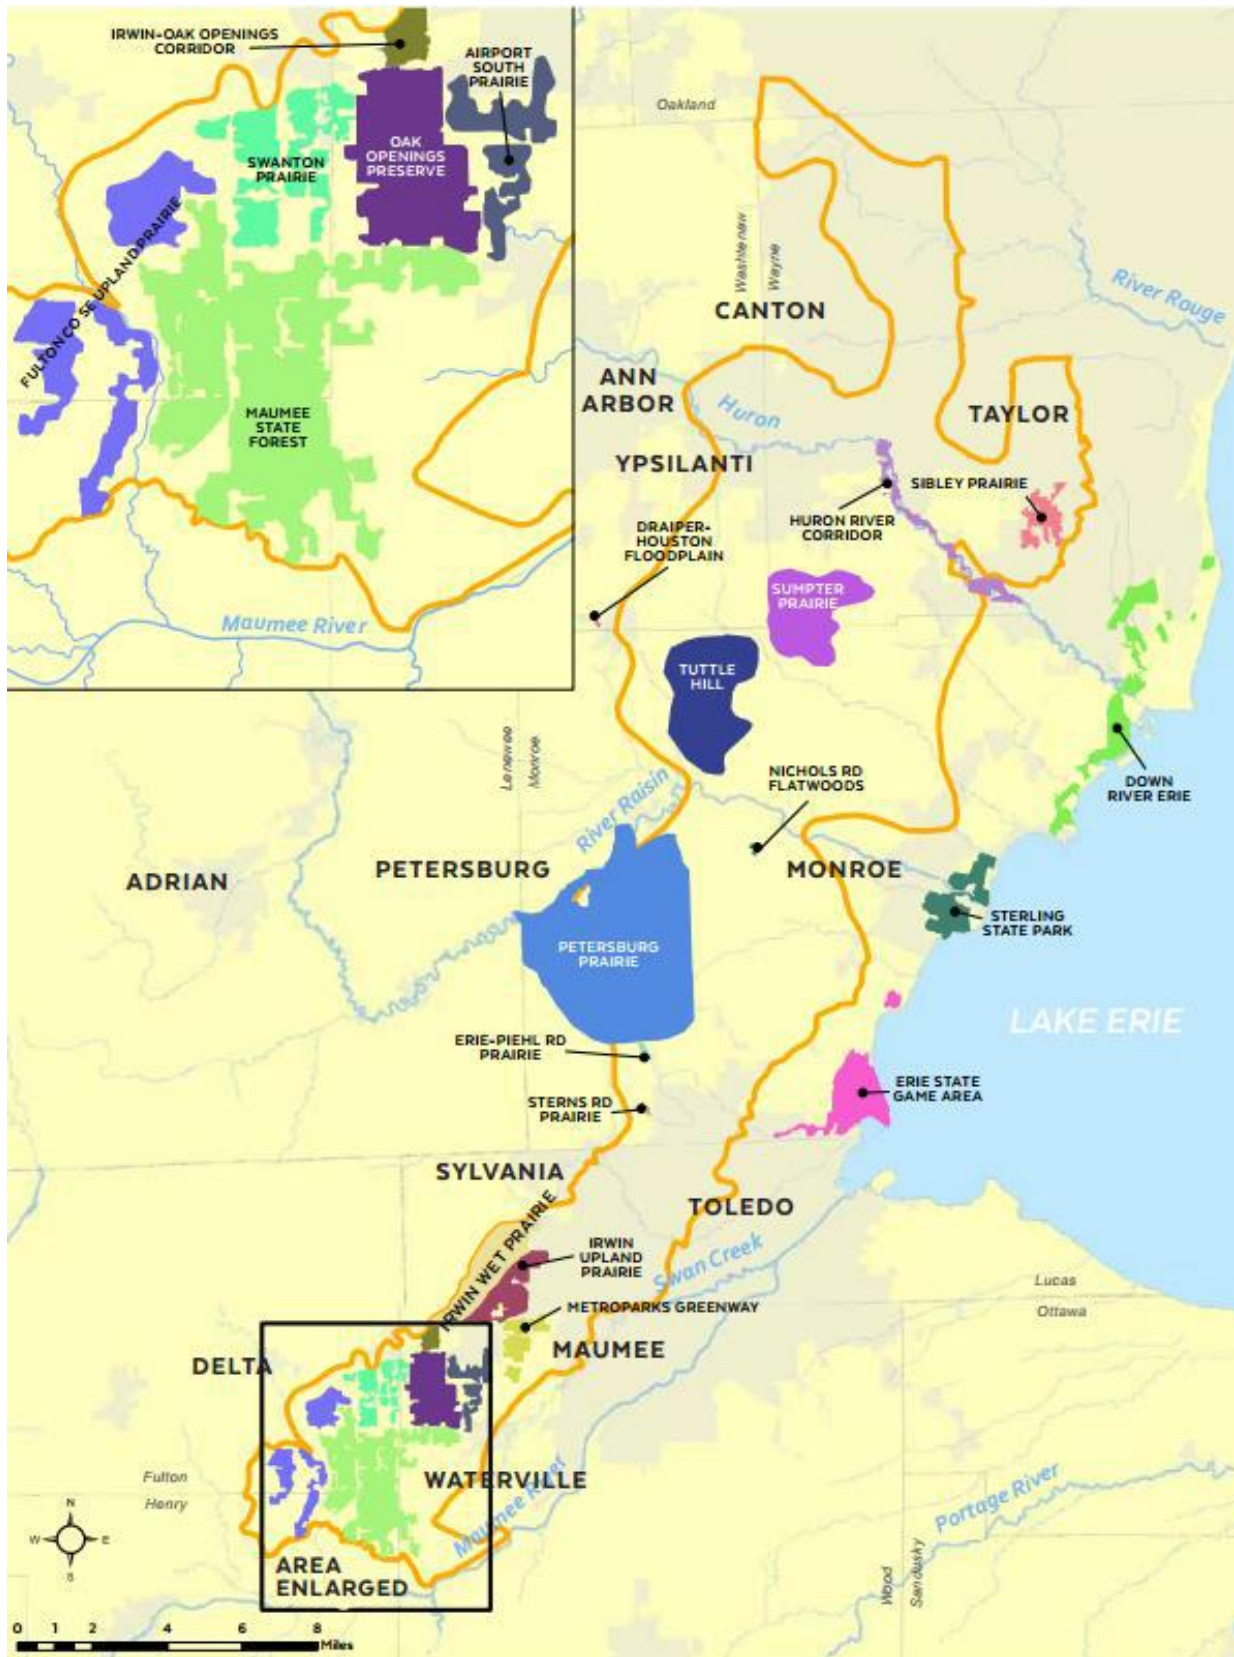 IRWIN-OAK OPENINGS
CORRIDOR
AIRPORT
SOUTH
PRAIRIE
SWANTON
PRAIRIE
OAK
OPENINGS
PRESERVE
FULTON CO SE UPLAND PRAIRIE
MAUMEE
STATE
FOREST
Maumee River
Oakland
Washtenaw
Wayne
River Rouge
CANTON
ANN
ARBOR
Huron
TAYLOR
YPSILANTI
SIBLEY PRAIRIE
HURON RIVER
CORRIDOR
DRAIPER-
HOUSTON
FLOODPLAIN
SUMPTER
PRAIRIE
TUTTLE
HILL
Lenewee
Monroe
NICHOLS RD
FLATWOODS
DOWN
RIVER ERIE
River Raisin
ADRIAN
PETERSBURG
MONROE
STERLING
STATE PARK
PETERSBURG
PRAIRIE
LAKE ERIE
ERIE-PIEHL RD
PRAIRIE
ERIE STATE
GAME AREA
STERNS RD
PRAIRIE
SYLVANIA
TOLEDO
IRWIN WET PRAIRIE
IRWIN
UPLAND
PRAIRIE
Swan Creek
Lucas
Ottawa
METROPARKS GREENWAY
MAUMEE
DELTA
WATERVILLE
Fulton
Henry
Maumee River
Portage River
Wood
Sandusky
N
W
E
S
AREA
ENLARGED
0 1 2 4 6 8
Miles